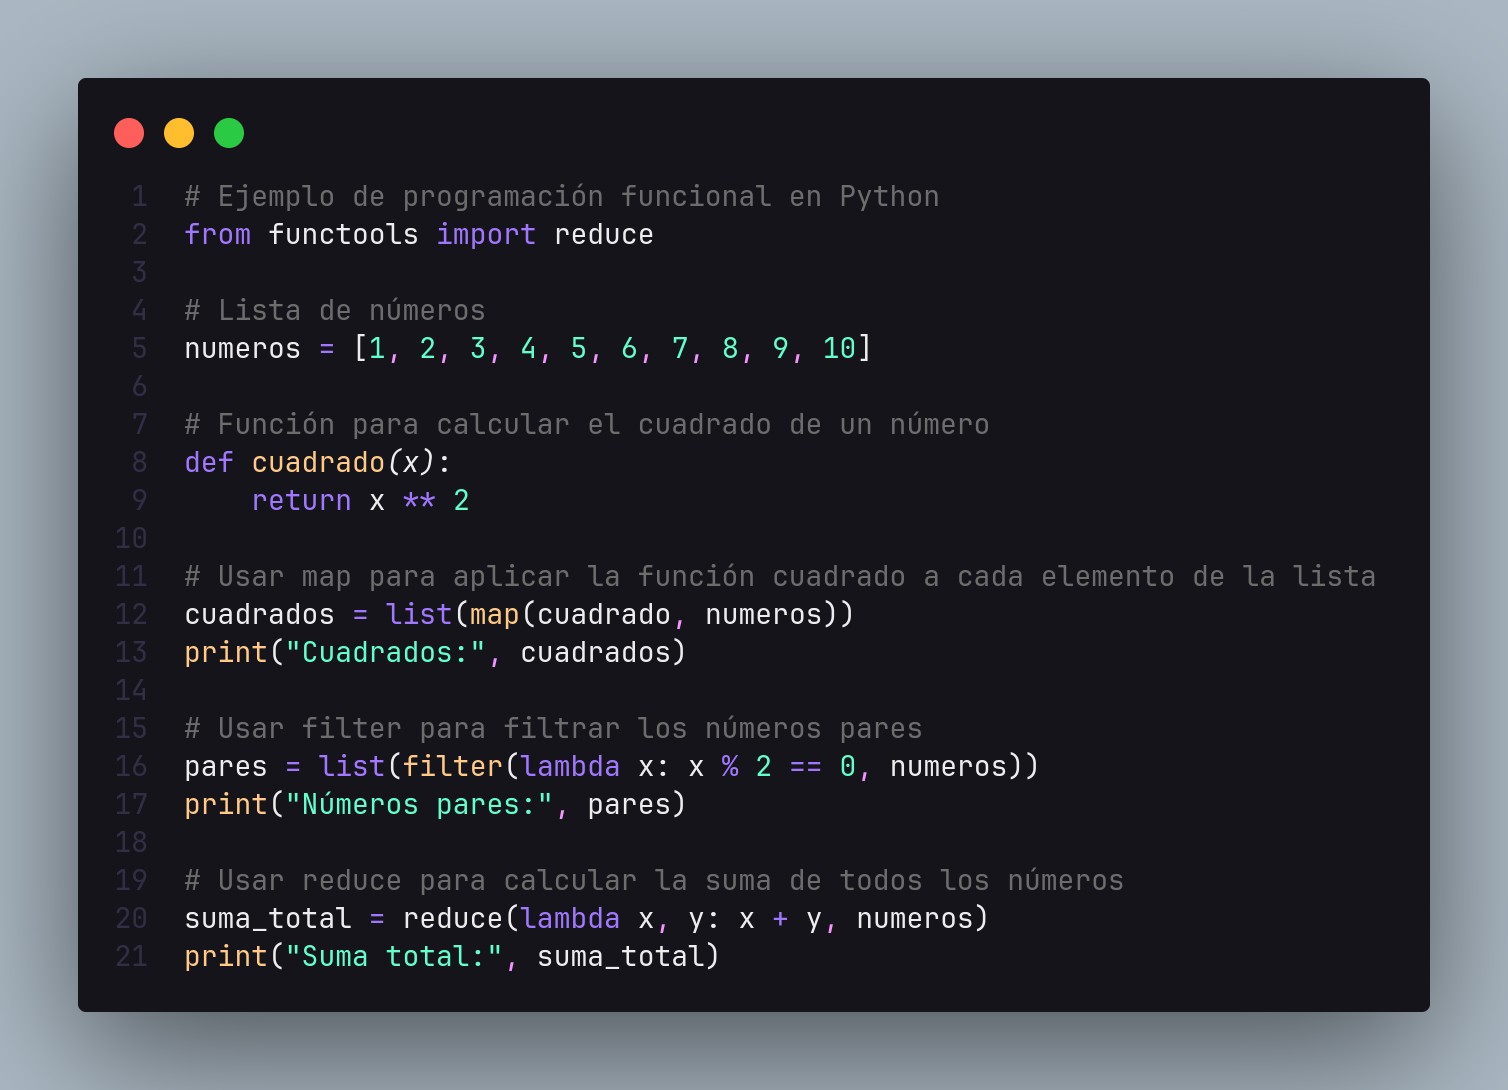 1 # Ejemplo de programación funcional en Python
2 from functools import reduce
3
4 # Lista de números
5 numeros = [1, 2, 3, 4, 5, 6, 7, 8, 9, 10]
6
7 # Función para calcular el cuadrado de un número
8 def cuadrado(x):
9     return x ** 2
10
11 # Usar map para aplicar la función cuadrado a cada elemento de la lista
12 cuadrados = list(map(cuadrado, numeros))
13 print("Cuadrados:", cuadrados)
14
15 # Usar filter para filtrar los números pares
16 pares = list(filter(lambda x: x % 2 == 0, numeros))
17 print("Números pares:", pares)
18
19 # Usar reduce para calcular la suma de todos los números
20 suma_total = reduce(lambda x, y: x + y, numeros)
21 print("Suma total:", suma_total)